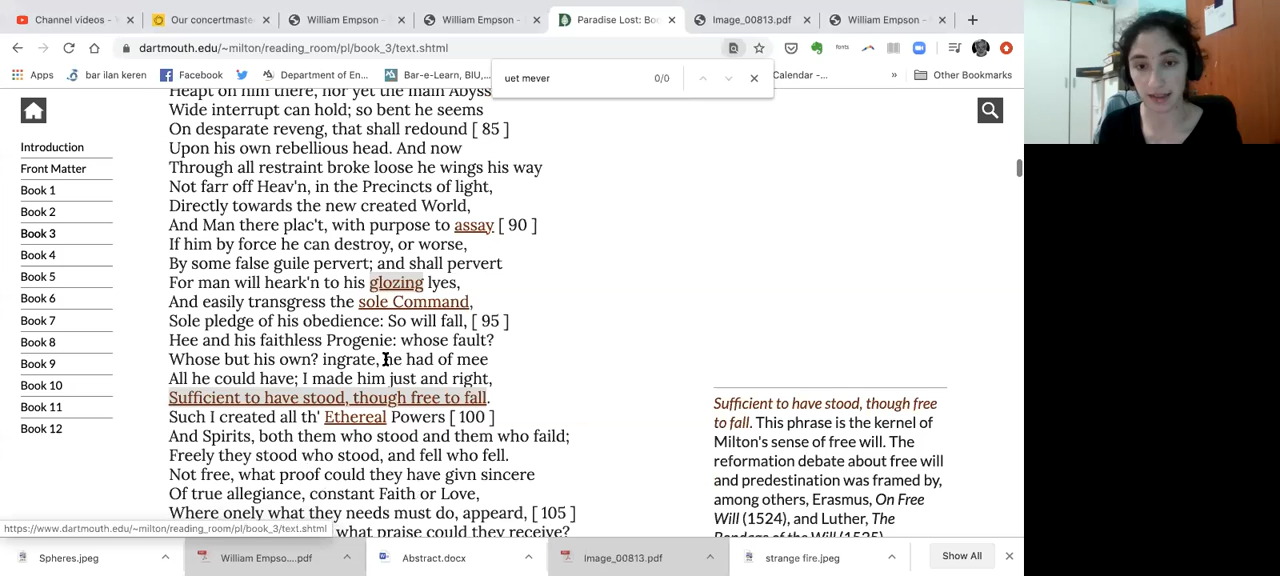 Channel videos -
Our concertmaste
William Empson -
William Empson -
Paradise Lost: Boo
Image_00813.pdf
William Empson -
dartmouth.edu/~milton/reading_room/pl/book_3/text.shtml
fonts
Apps
bar ilan keren
Facebook
Department of En...
Bar-e-Learn, BIU,...
Calendar -...
»
Other Bookmarks
uet mever
0/0
Introduction
Front Matter
Book 1
Book 2
Book 3
Book 4
Book 5
Book 6
Book 7
Book 8
Book 9
Book 10
Book 11
Book 12
Heapt on him there, nor yet the main Abyss
Wide interrupt can hold; so bent he seems
On desparate reveng, that shall redound [ 85 ]
Upon his own rebellious head. And now
Through all restraint broke loose he wings his way
Not farr off Heav'n, in the Precincts of light,
Directly towards the new created World,
And Man there plac't, with purpose to assay [ 90 ]
If him by force he can destroy, or worse,
By some false guile pervert; and shall pervert
For man will heark'n to his glozing lyes,
And easily transgress the sole Command,
Sole pledge of his obedience: So will fall, [ 95 ]
Hee and his faithless Progenie: whose fault?
Whose but his own? ingrate, he had of mee
All he could have; I made him just and right,
Sufficient to have stood, though free to fall.
Such I created all th' Ethereal Powers [ 100 ]
And Spirits, both them who stood and them who faild;
Freely they stood who stood, and fell who fell.
Not free, what proof could they have givn sincere
Of true allegiance, constant Faith or Love,
Where onely what they needs must do, appeard, [ 105 ]
what praise could they receive?
Sufficient to have stood, though free
to fall. This phrase is the kernel of
Milton's sense of free will. The
reformation debate about free will
and predestination was framed by,
among others, Erasmus, On Free
Will (1524), and Luther, The
Bondage of the Will (1525)
https://www.dartmouth.edu/~milton/reading_room/pl/book_3/text.shtml
Spheres.jpeg
William Empso....pdf
Abstract.docx
Image_00813.pdf
strange fire.jpeg
Show All